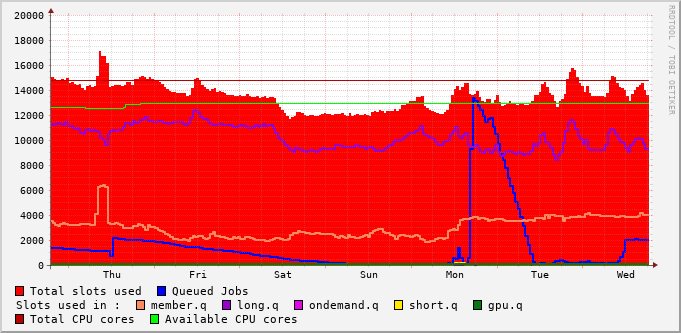 20000
18000
16000
14000
12000
10000
8000
6000
4000
2000
0
Thu Fri Sat Sun Mon Tue Wed
RRDTOOL / TOBI OETIKER
Total slots used Queued Jobs
Slots used in : member.q long.q ondemand.q short.q gpu.q
Total CPU cores Available CPU cores